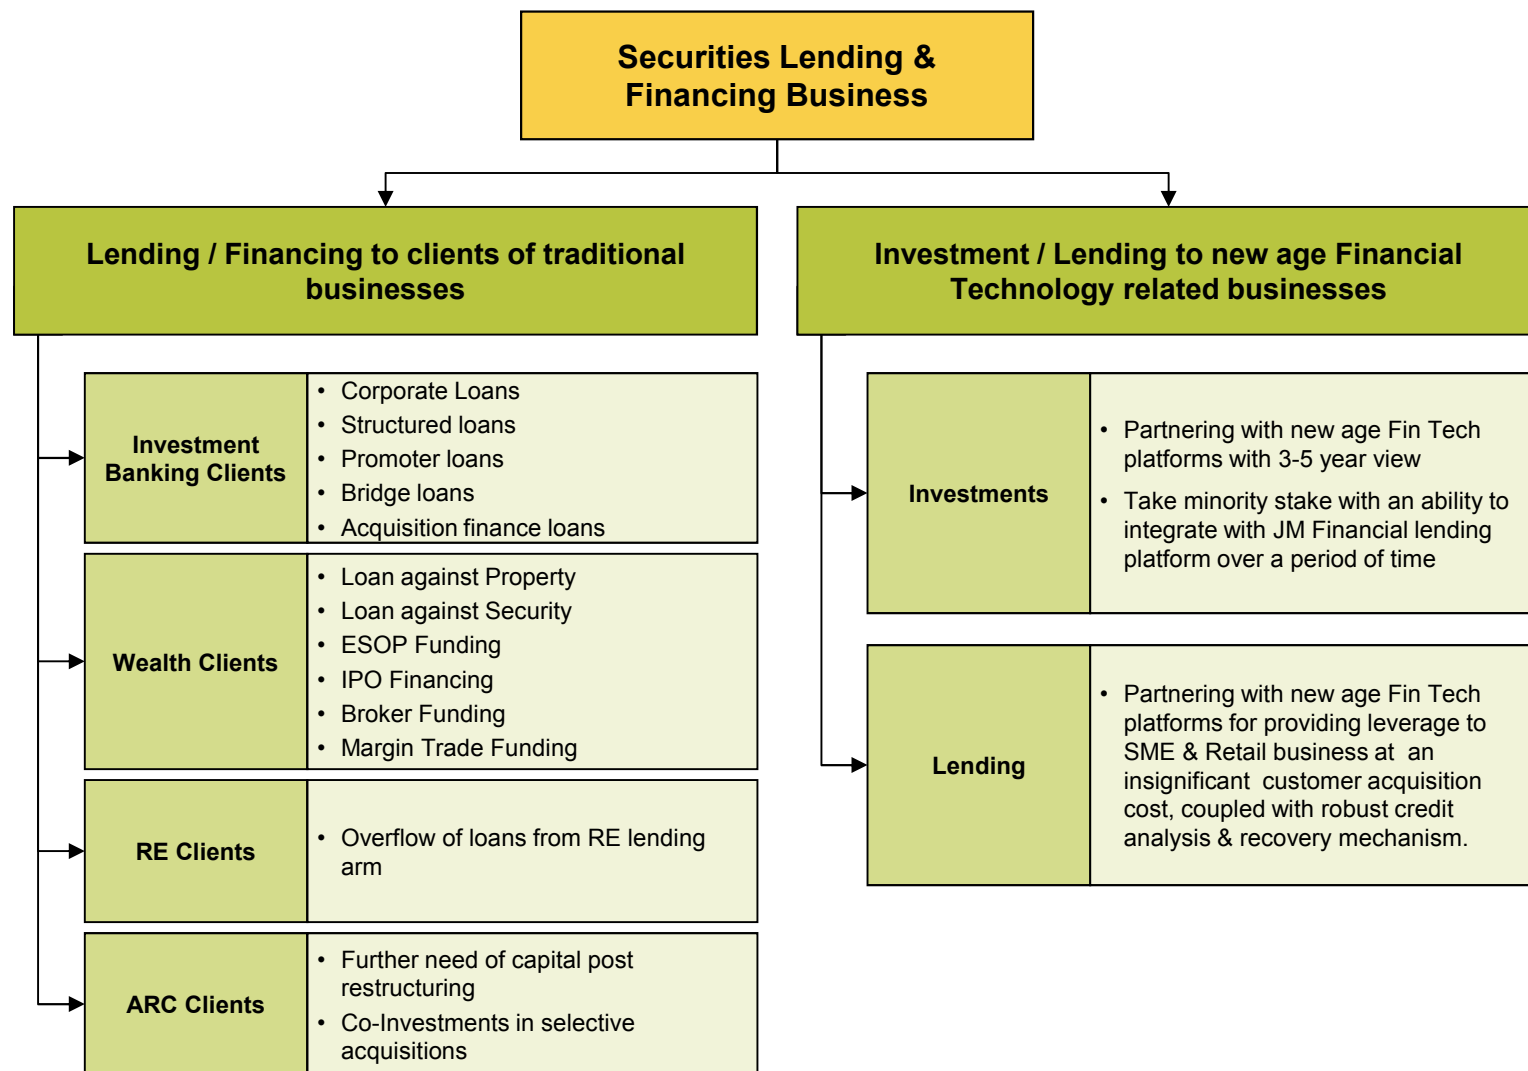 Securities Lending &
Financing Business
Lending / Financing to clients of traditional
businesses
Investment / Lending to new age Financial
Technology related businesses
Investment
Banking Clients
• Corporate Loans
• Structured loans
• Promoter loans
• Bridge loans
• Acquisition finance loans
Wealth Clients
• Loan against Property
• Loan against Security
• ESOP Funding
• IPO Financing
• Broker Funding
• Margin Trade Funding
RE Clients
• Overflow of loans from RE lending
arm
ARC Clients
• Further need of capital post
restructuring
• Co-Investments in selective
acquisitions
Investments
• Partnering with new age Fin Tech
platforms with 3-5 year view
• Take minority stake with an ability to
integrate with JM Financial lending
platform over a period of time
Lending
• Partnering with new age Fin Tech
platforms for providing leverage to
SME & Retail business at an
insignificant customer acquisition
cost, coupled with robust credit
analysis & recovery mechanism.